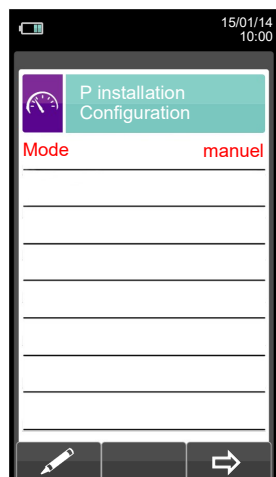 15/01/14
10:00
P installation
Configuration
Mode manuel